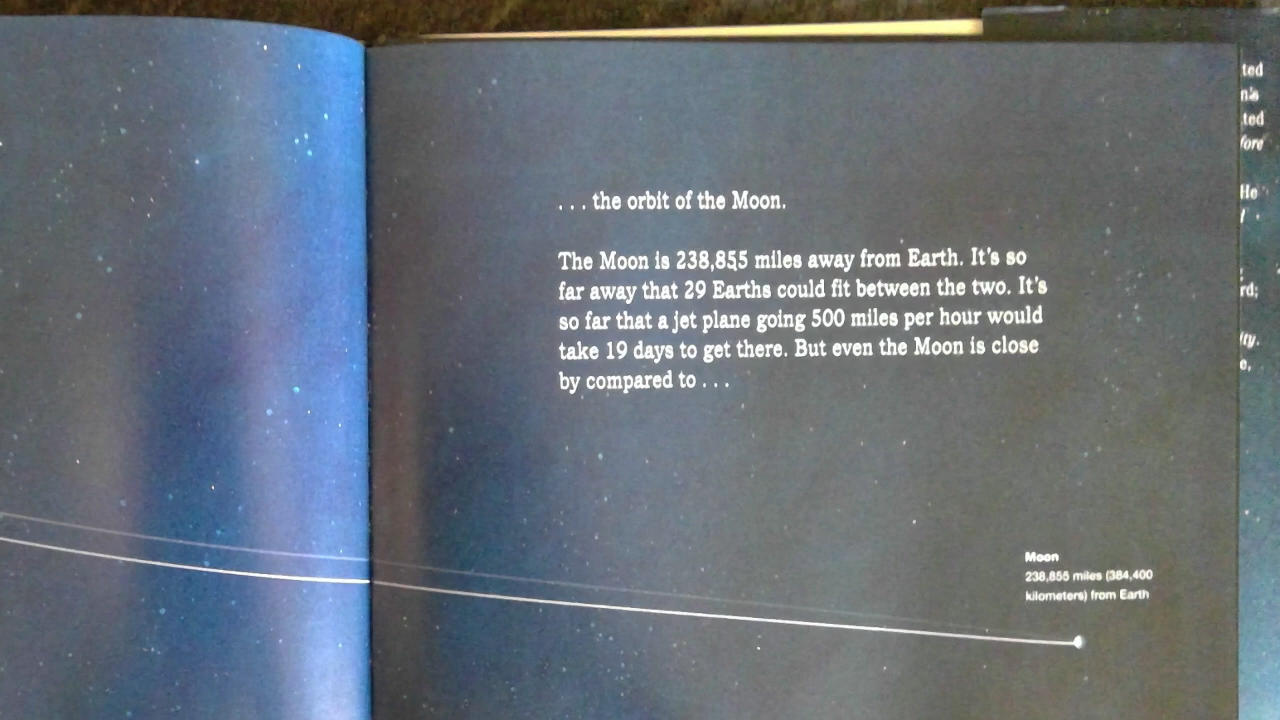 . . . the orbit of the Moon.
The Moon is 238,855 miles away from Earth. It's so
far away that 29 Earths could fit between the two. It's
so far that a jet plane going 500 miles per hour would
take 19 days to get there. But even the Moon is close
by compared to . . .
Moon
238,855 miles (384,400
kilometers) from Earth
ted
ted
fore
He
rd;